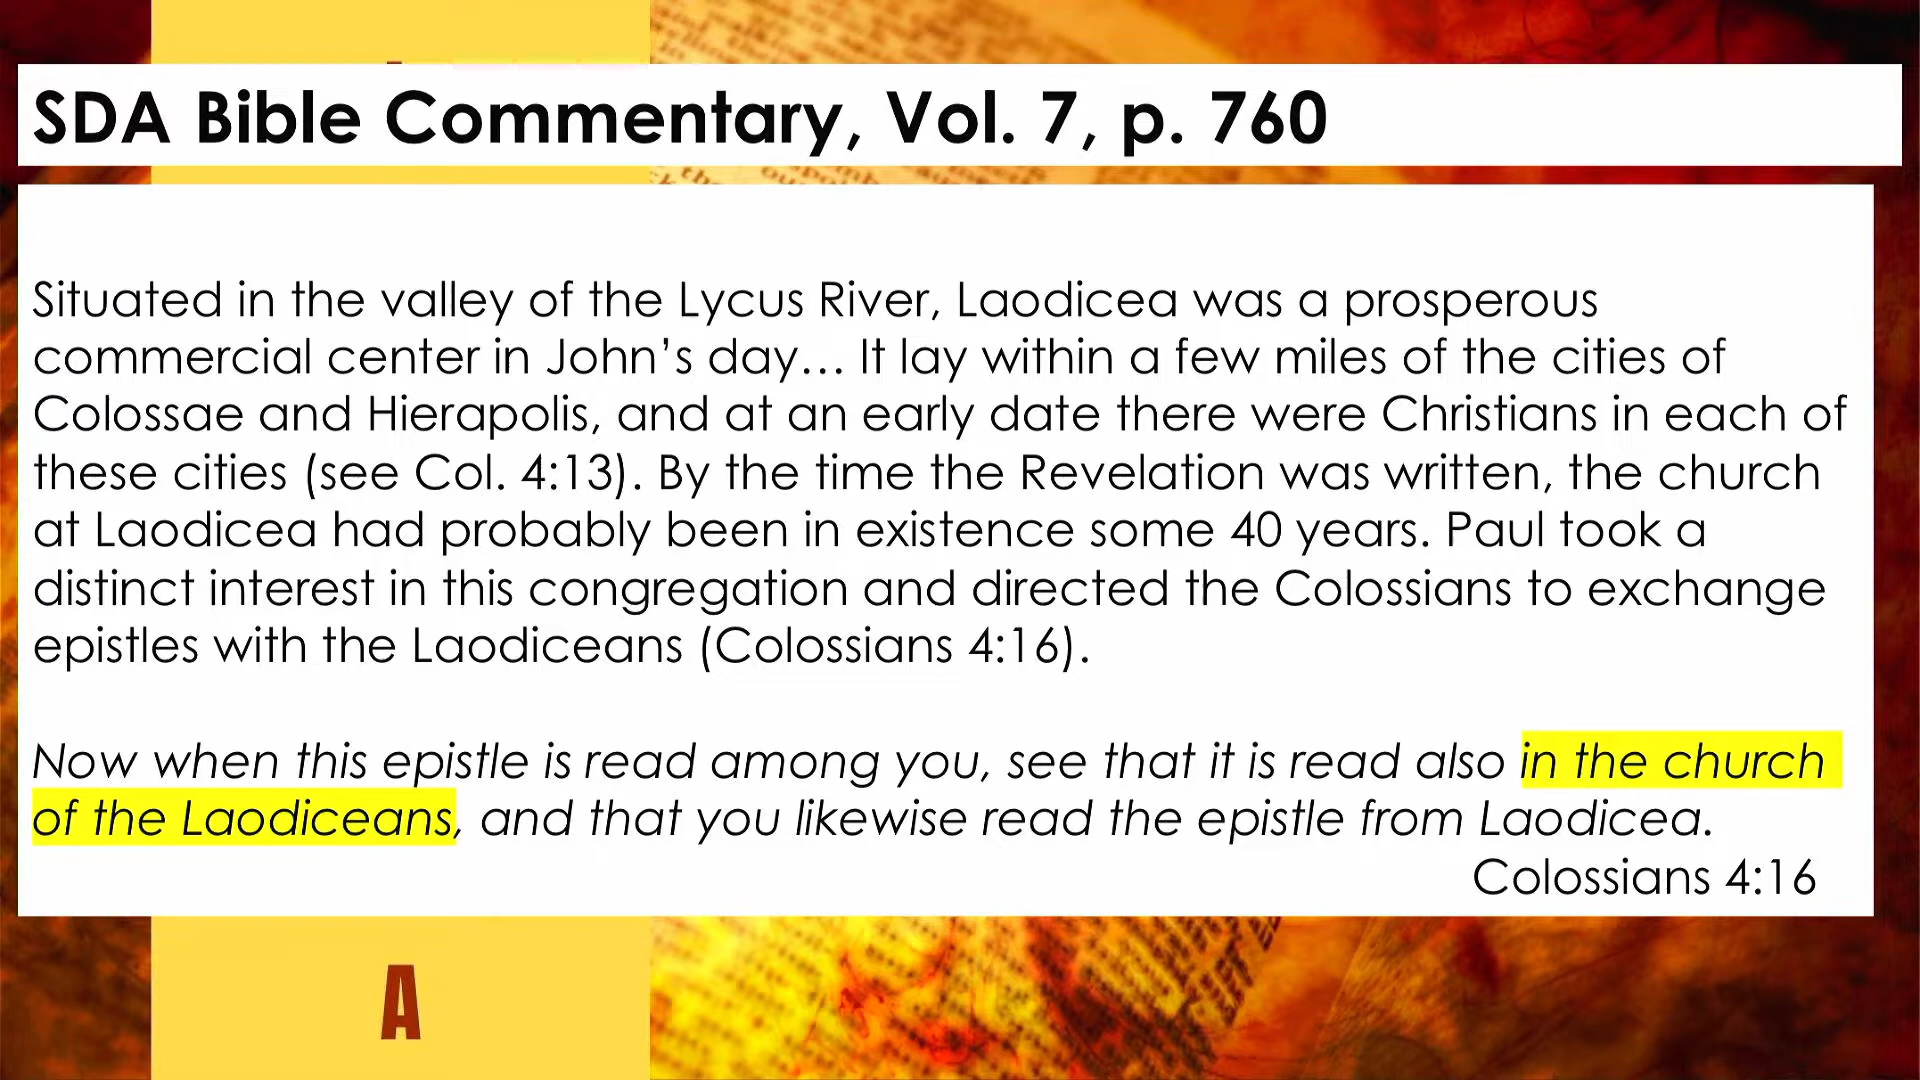 SDA Bible Commentary, Vol. 7, p. 760
Situated in the valley of the Lycus River, Laodicea was a prosperous
commercial center in John’s day… It lay within a few miles of the cities of
Colossae and Hierapolis, and at an early date there were Christians in each of
these cities (see Col. 4:13). By the time the Revelation was written, the church
at Laodicea had probably been in existence some 40 years. Paul took a
distinct interest in this congregation and directed the Colossians to exchange
epistles with the Laodiceans (Colossians 4:16).
Now when this epistle is read among you, see that it is read also in the church
of the Laodiceans, and that you likewise read the epistle from Laodicea.
Colossians 4:16
A